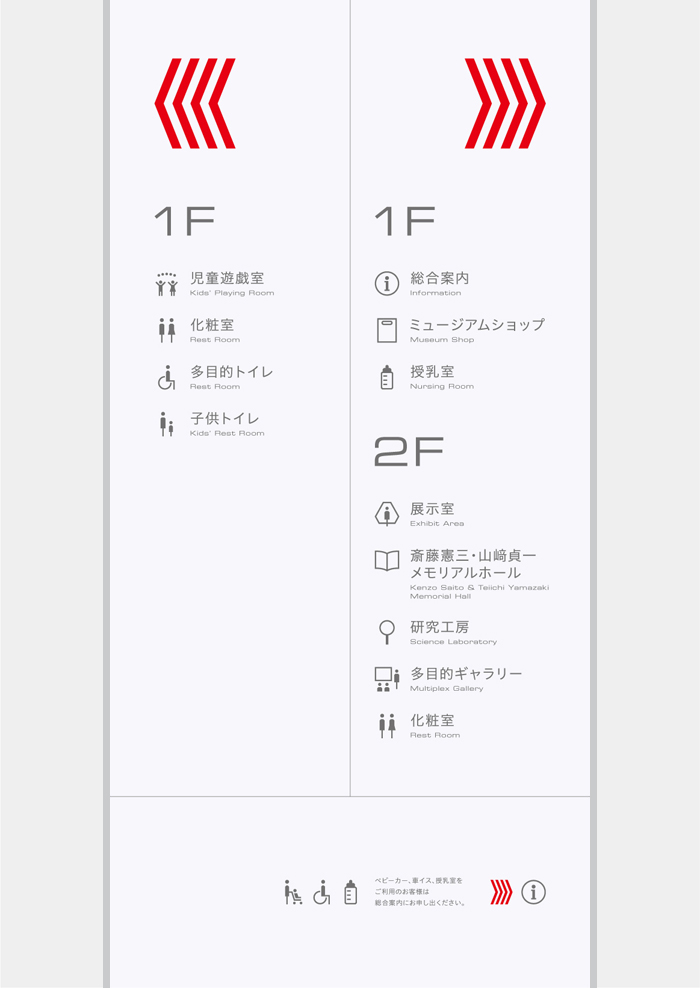 1F
児童遊戯室
Kids' Playing Room
化粧室
Rest Room
多目的トイレ
Rest Room
子供トイレ
Kids' Rest Room
1F
総合案内
Information
ミュージアムショップ
Museum Shop
授乳室
Nursing Room
2F
展示室
Exhibit Area
斎藤憲三・山﨑貞一
メモリアルホール
Kenzo Saito & Teiichi Yamazaki
Memorial Hall
研究工房
Science Laboratory
多目的ギャラリー
Multiplex Gallery
化粧室
Rest Room
ベビーカー、車イス、授乳室を
ご利用のお客様は
総合案内にお申し出ください。